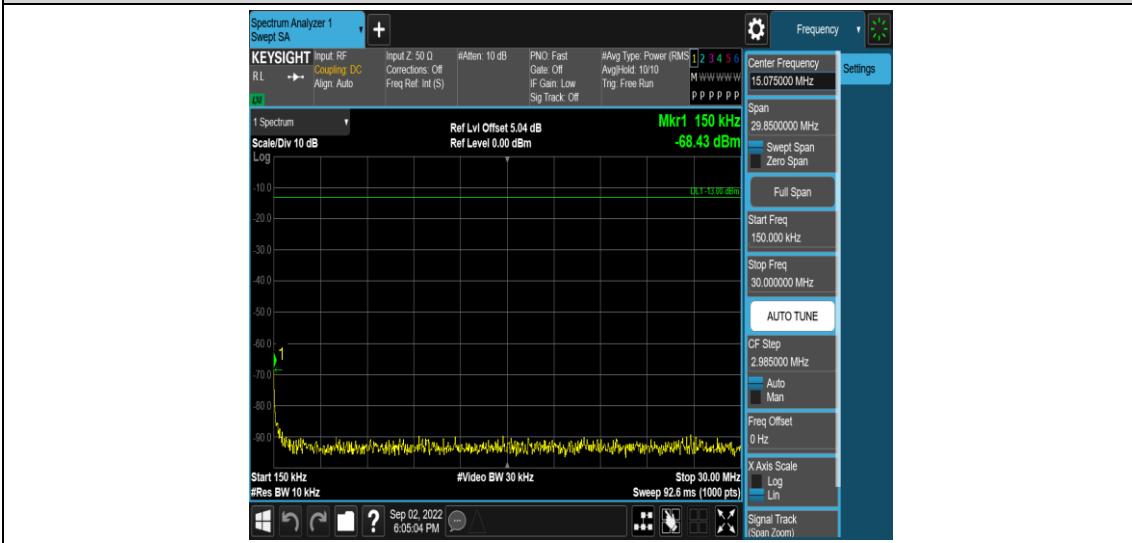 Spectrum Analyzer 1
Swept SA
+
Frequency
KEYSIGHT
RL
LXI
Input: RF
Coupling: DC
Align: Auto
Input Z: 50 Ω
Corrections: Off
Freq Ref: Int (S)
#Atten: 10 dB
PNO: Fast
Gate: Off
IF Gain: Low
Sig Track: Off
#Avg Type: Power (RMS
Avg|Hold: 10/10
Trig: Free Run
1 2 3 4 5 6
M W W W W W
P P P P P P
Settings
1 Spectrum
Scale/Div 10 dB
Log
Ref Lvl Offset 5.04 dB
Ref Level 0.00 dBm
Mkr1 150 kHz
-68.43 dBm
DL1 -13.00 dBm
-10.0
-20.0
-30.0
-40.0
-50.0
-60.0
1
-70.0
-80.0
-90.0
Start 150 kHz
#Res BW 10 kHz
#Video BW 30 kHz
Stop 30.00 MHz
Sweep 92.6 ms (1000 pts)
Center Frequency
15.075000 MHz
Span
29.8500000 MHz
Swept Span
Zero Span
Full Span
Start Freq
150.000 kHz
Stop Freq
30.000000 MHz
AUTO TUNE
CF Step
2.985000 MHz
Auto
Man
Freq Offset
0 Hz
X Axis Scale
Log
Lin
Signal Track
(Span Zoom)
?
Sep 02, 2022
6:05:04 PM